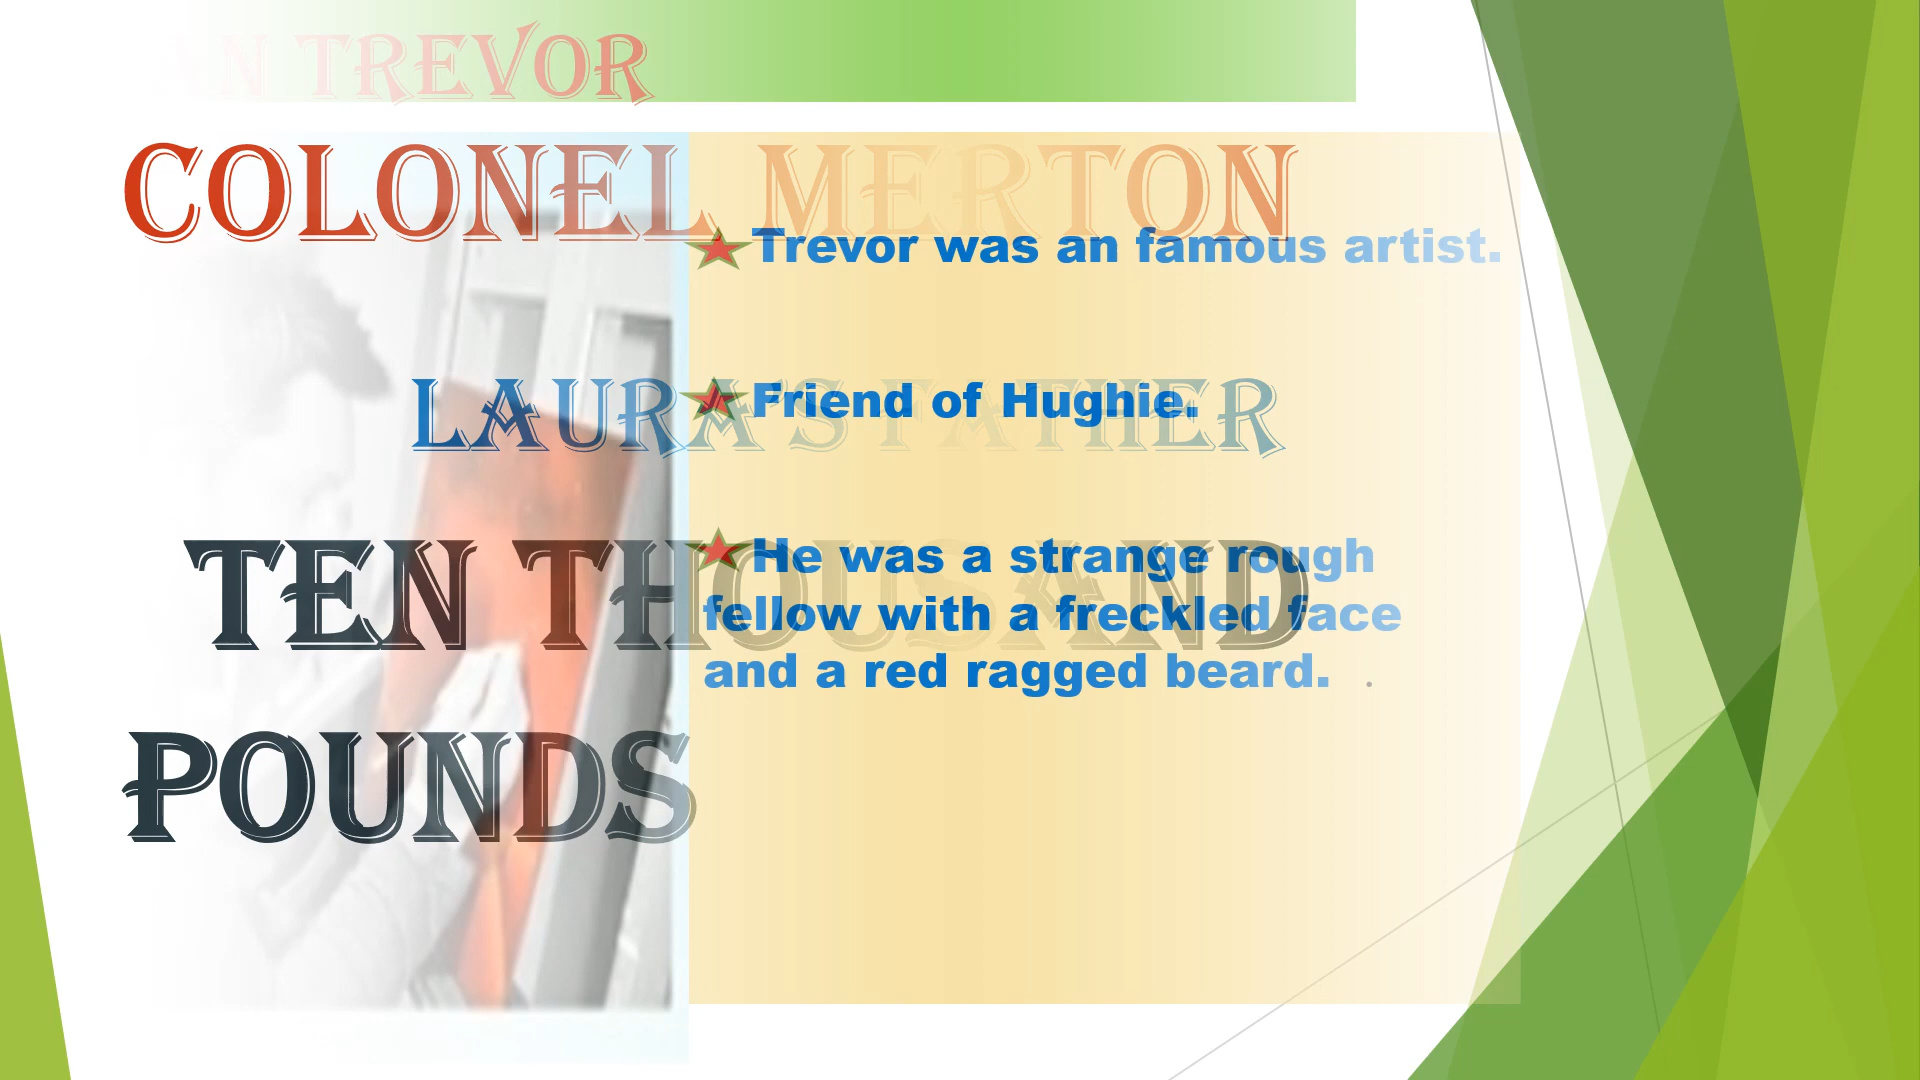 AN TREVOR
COLONEL MERTON
Trevor was an famous artist.
LAURA'S FATHER
Friend of Hughie.
TEN THOUSAND
He was a strange rough
fellow with a freckled face
and a red ragged beard. .
POUNDS